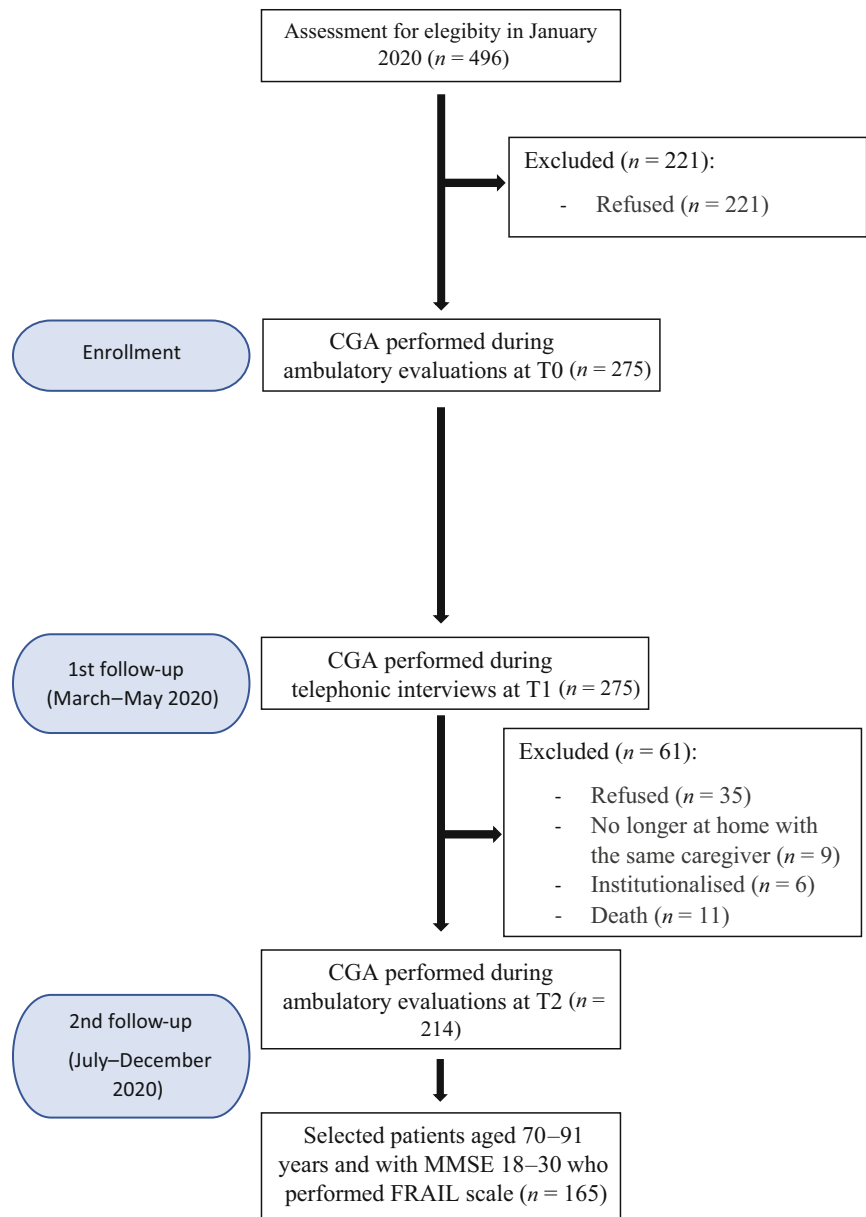 Assessment for elegibity in January
2020 (n = 496)
Excluded (n = 221):
- Refused (n = 221)
Enrollment
CGA performed during
ambulatory evaluations at T0 (n = 275)
1st follow-up
(March–May 2020)
CGA performed during
telephonic interviews at T1 (n = 275)
Excluded (n = 61):
- Refused (n = 35)
- No longer at home with
the same caregiver (n = 9)
- Institutionalised (n = 6)
- Death (n = 11)
2nd follow-up
(July–December
2020)
CGA performed during
ambulatory evaluations at T2 (n =
214)
Selected patients aged 70–91
years and with MMSE 18–30 who
performed FRAIL scale (n = 165)